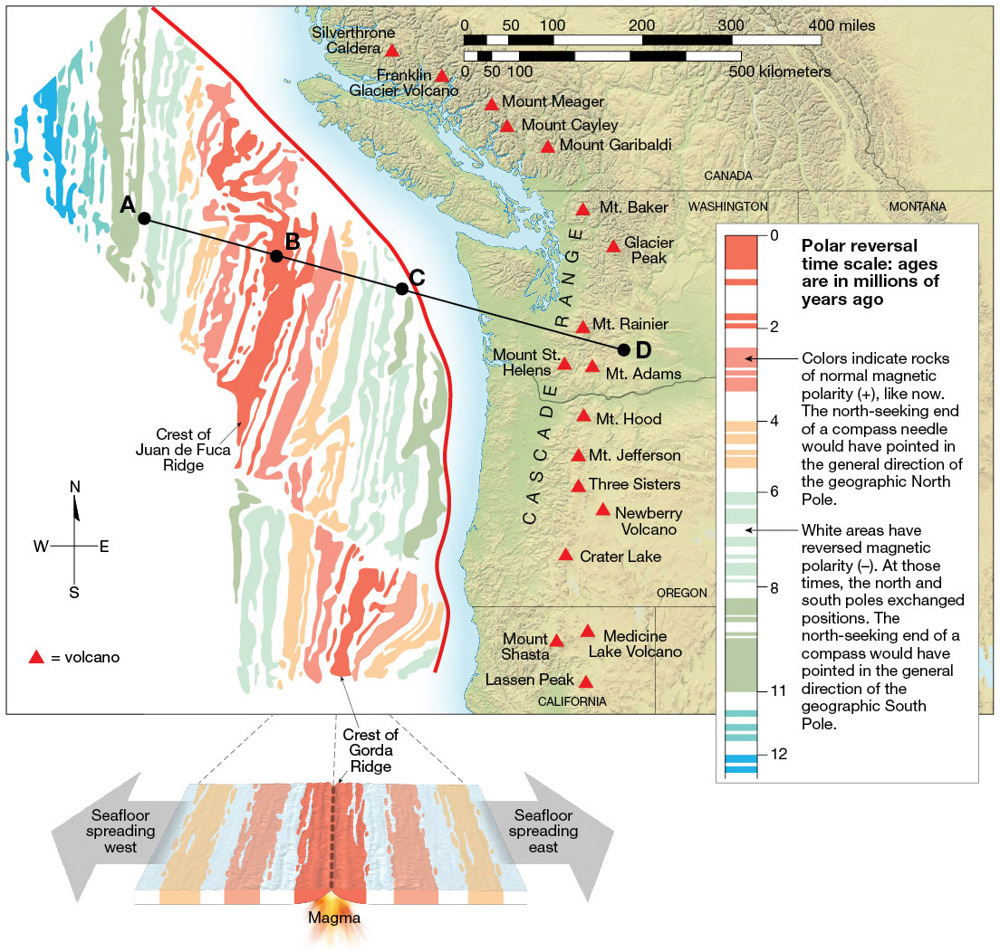 Silverthrone
Caldera
Franklin
Glacier Volcano
0 50 100 200 300 400 miles
0 50 100 500 kilometers
Mount Meager
Mount Cayley
Mount Garibaldi
CANADA
WASHINGTON
MONTANA
Mt. Baker
Glacier
Peak
A
B
C
D
CASCADE RANGE
Mt. Rainier
Mount St.
Helens
Mt. Adams
Mt. Hood
Mt. Jefferson
Three Sisters
Newberry
Volcano
Crater Lake
OREGON
Mount
Shasta
Medicine
Lake Volcano
Lassen Peak
CALIFORNIA
Crest of
Juan de Fuca
Ridge
N
W
E
S
= volcano
0
2
4
6
8
11
12
Polar reversal
time scale: ages
are in millions of
years ago
Colors indicate rocks
of normal magnetic
polarity (+), like now.
The north-seeking end
of a compass needle
would have pointed in
the general direction of
the geographic North
Pole.
White areas have
reversed magnetic
polarity (–). At those
times, the north and
south poles exchanged
positions. The
north-seeking end of a
compass would have
pointed in the general
direction of the
geographic South
Pole.
Crest of
Gorda
Ridge
Seafloor
spreading
west
Seafloor
spreading
east
Magma